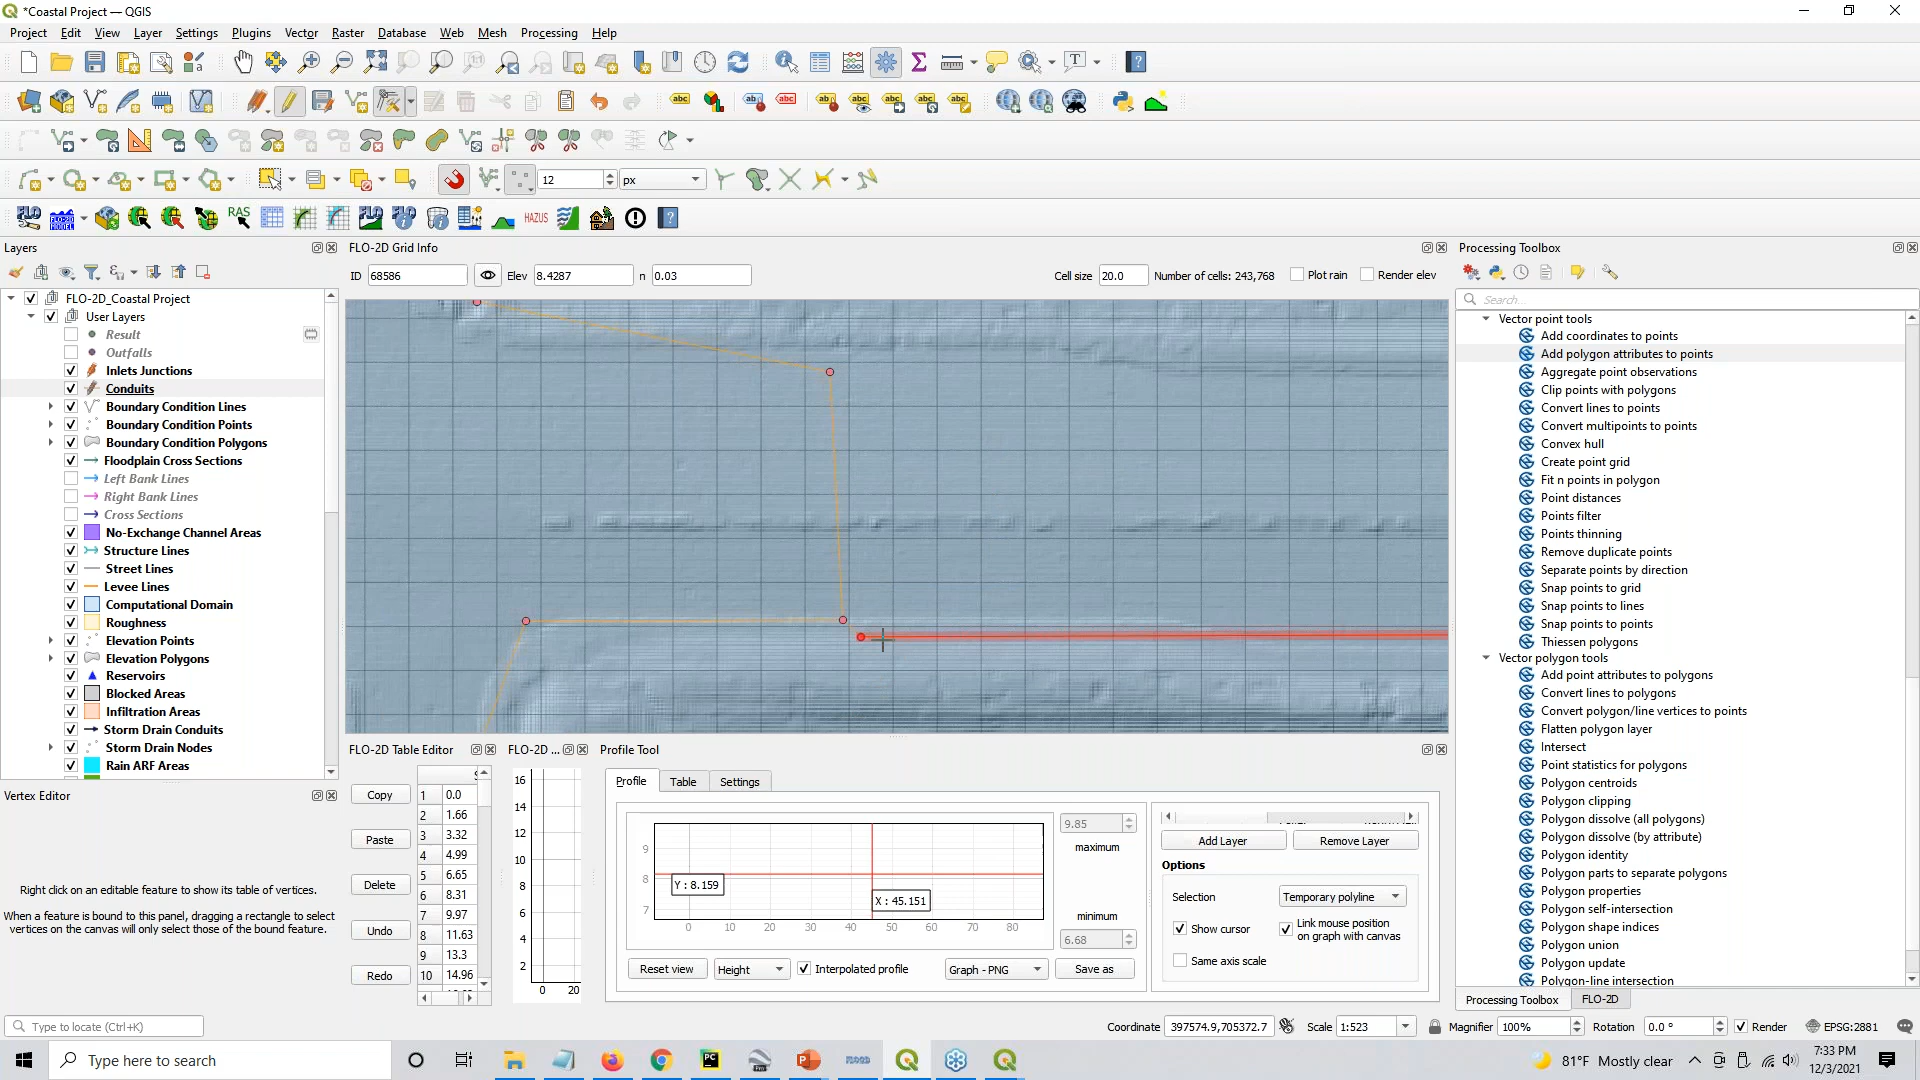 *Coastal Project — QGIS
Project Edit View Layer Settings Plugins Vector Raster Database Web Mesh Processing Help
12 px
RAS HAZUS
Layers
FLO-2D_Coastal Project
User Layers
Result
Outfalls
Inlets Junctions
Conduits
Boundary Condition Lines
Boundary Condition Points
Boundary Condition Polygons
Floodplain Cross Sections
Left Bank Lines
Right Bank Lines
Cross Sections
No-Exchange Channel Areas
Structure Lines
Street Lines
Levee Lines
Computational Domain
Roughness
Elevation Points
Elevation Polygons
Reservoirs
Blocked Areas
Infiltration Areas
Storm Drain Conduits
Storm Drain Nodes
Rain ARF Areas
Vertex Editor
Right click on an editable feature to show its table of vertices.
When a feature is bound to this panel, dragging a rectangle to select
vertices on the canvas will only select those of the bound feature.
FLO-2D Grid Info
ID 68586 Elev 8.4287 n 0.03 Cell size 20.0 Number of cells: 243,768 Plot rain Render elev
FLO-2D Table Editor
Copy
Paste
Delete
Undo
Redo
1 0.0
2 1.66
3 3.32
4 4.99
5 6.65
6 8.31
7 9.97
8 11.63
9 13.3
10 14.96
FLO-2D ...
16
14
12
10
8
6
4
2
0 20
Profile Tool
Profile Table Settings
9
8
7
Y : 8.159
X : 45.151
0 10 20 30 40 50 60 70 80
9.85
maximum
minimum
6.68
Reset view Height Interpolated profile Graph - PNG Save as
Add Layer Remove Layer
Options
Selection Temporary polyline
Show cursor
Link mouse position
on graph with canvas
Same axis scale
Processing Toolbox
Search...
Vector point tools
Add coordinates to points
Add polygon attributes to points
Aggregate point observations
Clip points with polygons
Convert lines to points
Convert multipoints to points
Convex hull
Create point grid
Fit n points in polygon
Point distances
Points filter
Points thinning
Remove duplicate points
Separate points by direction
Snap points to grid
Snap points to lines
Snap points to points
Thiessen polygons
Vector polygon tools
Add point attributes to polygons
Convert lines to polygons
Convert polygon/line vertices to points
Flatten polygon layer
Intersect
Point statistics for polygons
Polygon centroids
Polygon clipping
Polygon dissolve (all polygons)
Polygon dissolve (by attribute)
Polygon identity
Polygon parts to separate polygons
Polygon properties
Polygon self-intersection
Polygon shape indices
Polygon union
Polygon update
Polygon-line intersection
Processing Toolbox FLO-2D
Type to locate (Ctrl+K)
Coordinate 397574.9,705372.7 Scale 1:523 Magnifier 100% Rotation 0.0 ° Render EPSG:2881
Type here to search
81°F Mostly clear
7:33 PM
12/3/2021